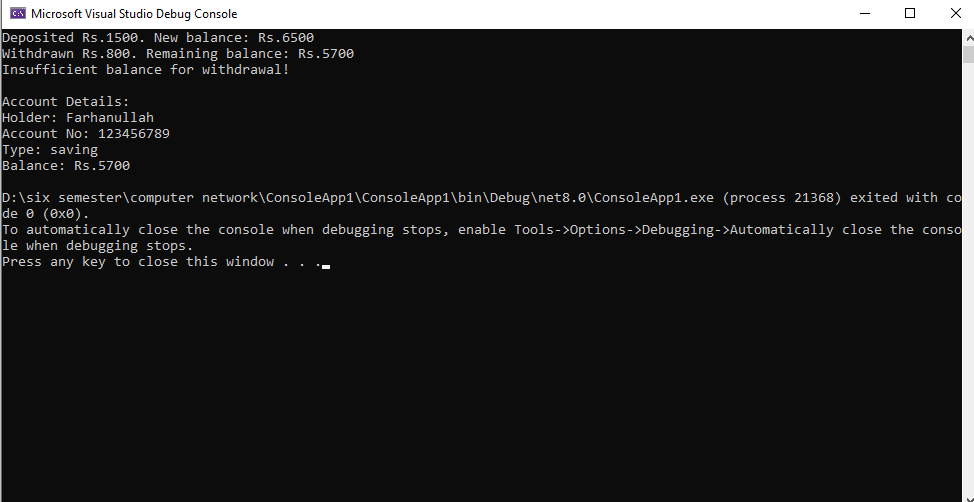 Microsoft Visual Studio Debug Console
Deposited Rs.1500. New balance: Rs.6500
Withdrawn Rs.800. Remaining balance: Rs.5700
Insufficient balance for withdrawal!
Account Details:
Holder: Farhanullah
Account No: 123456789
Type: saving
Balance: Rs.5700
D:\six semester\computer network\ConsoleApp1\ConsoleApp1\bin\Debug\net8.0\ConsoleApp1.exe (process 21368) exited with co
de 0 (0x0).
To automatically close the console when debugging stops, enable Tools->Options->Debugging->Automatically close the conso
le when debugging stops.
Press any key to close this window . . .